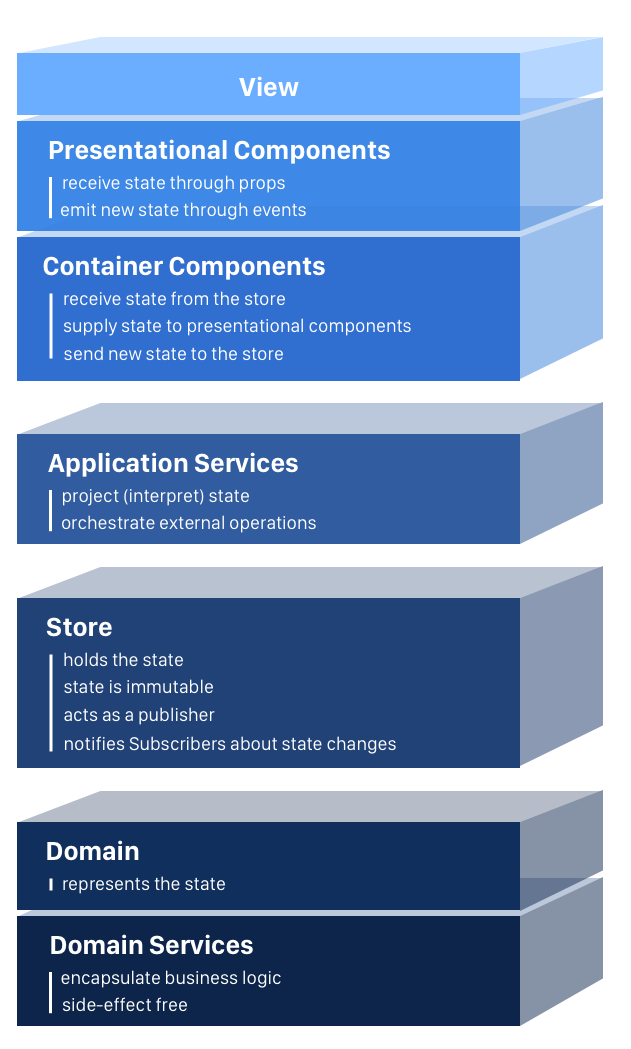 View
Presentational Components
receive state through props
emit new state through events
Container Components
receive state from the store
supply state to presentational components
send new state to the store
Application Services
project (interpret) state
orchestrate external operations
Store
holds the state
state is immutable
acts as a publisher
notifies Subscribers about state changes
Domain
represents the state
Domain Services
encapsulate business logic
side-effect free